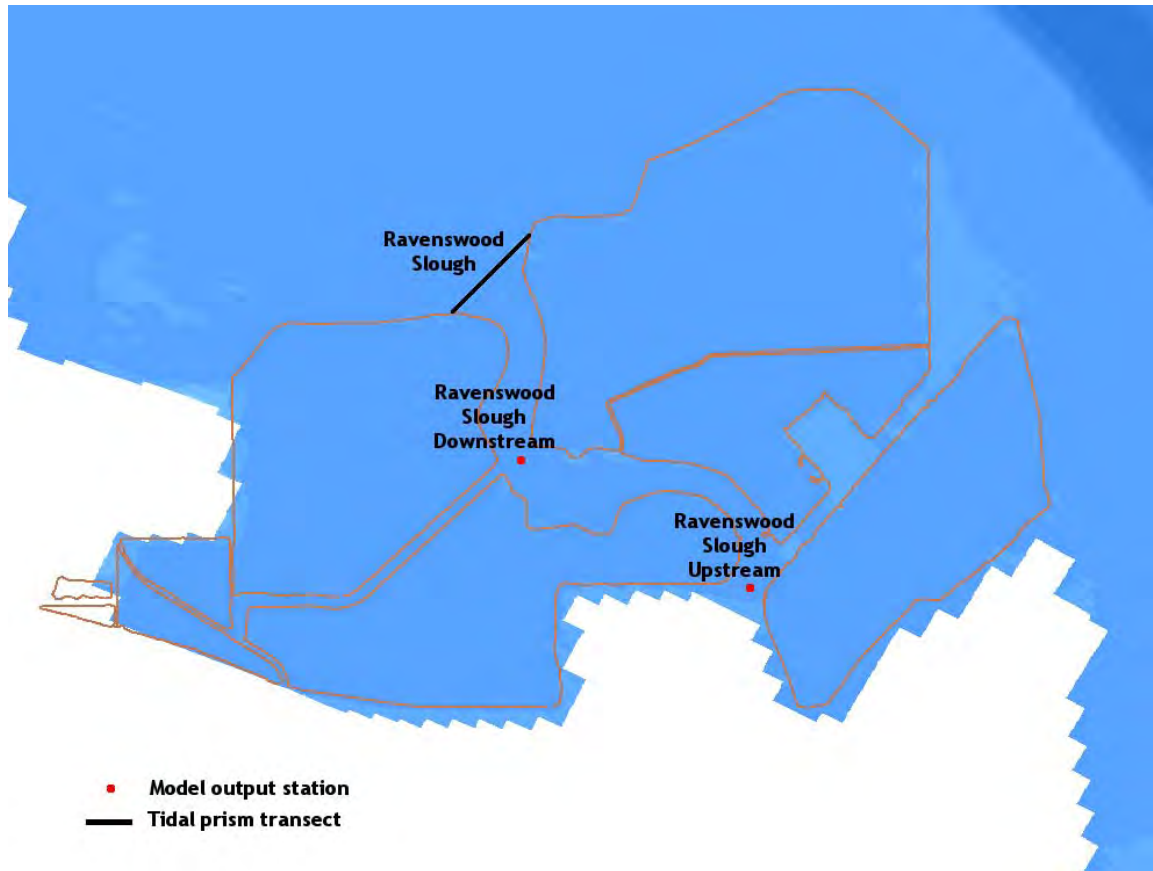 Ravenswood
Slough
Ravenswood
Slough
Downstream
Ravenswood
Slough
Upstream
Model output station
Tidal prism transect